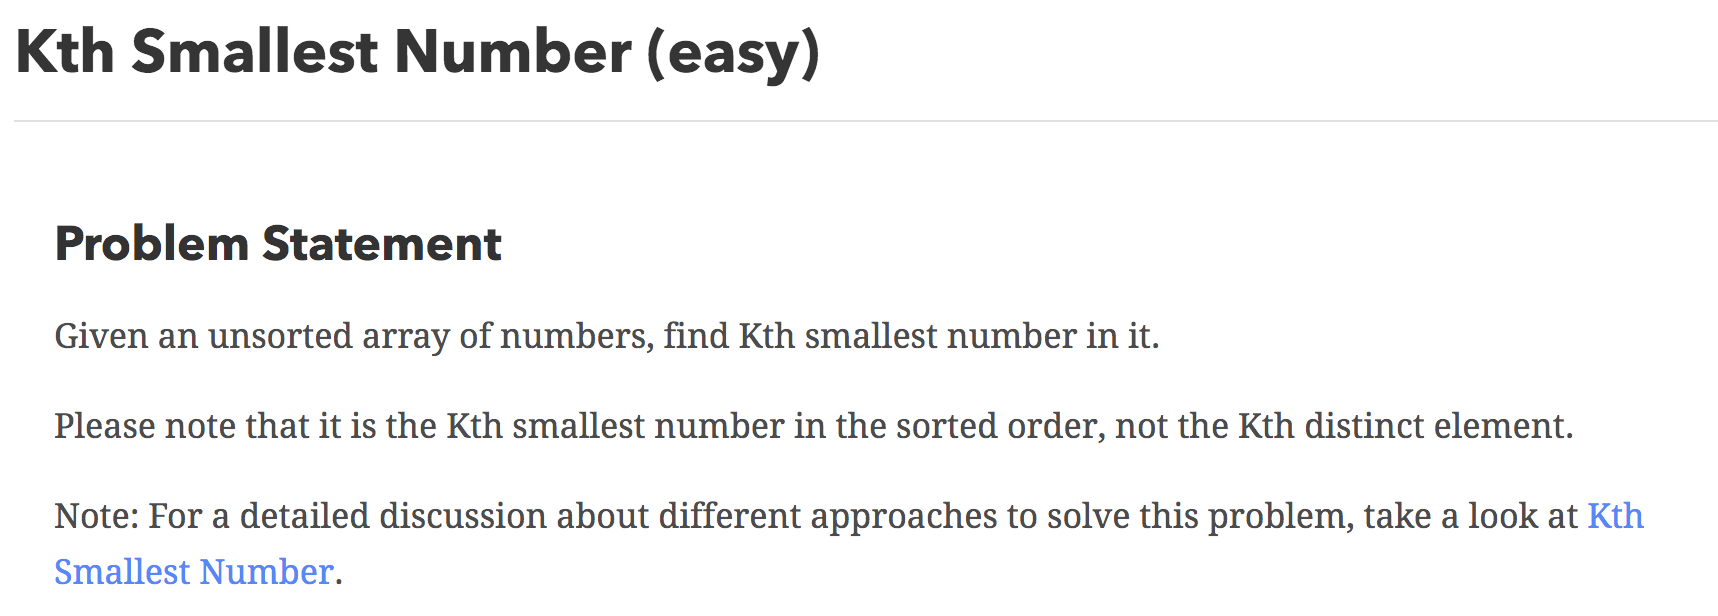 Kth Smallest Number (easy)
Problem Statement
Given an unsorted array of numbers, find Kth smallest number in it.
Please note that it is the Kth smallest number in the sorted order, not the Kth distinct element.
Note: For a detailed discussion about different approaches to solve this problem, take a look at Kth
Smallest Number.